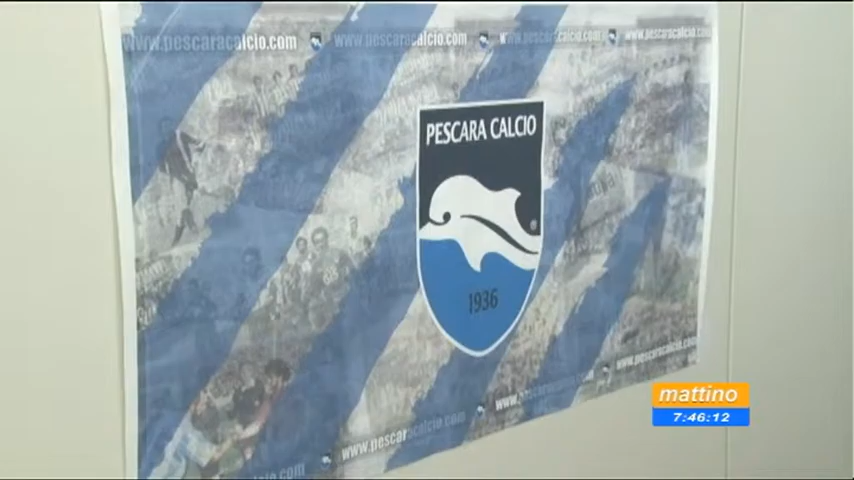 www.pescaracalcio.com www.pescaracalcio.com www.pescaracalcio.com www.pescaracalcio.com
PESCARA CALCIO
®
1936
www.pescaracalcio.com www.pescaracalcio.com www.pescaracalcio.com
mattino
7:46:12